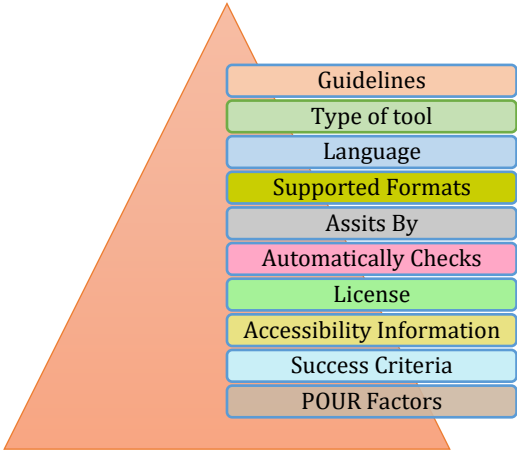 Guidelines
Type of tool
Language
Supported Formats
Assits By
Automatically Checks
License
Accessibility Information
Success Criteria
POUR Factors